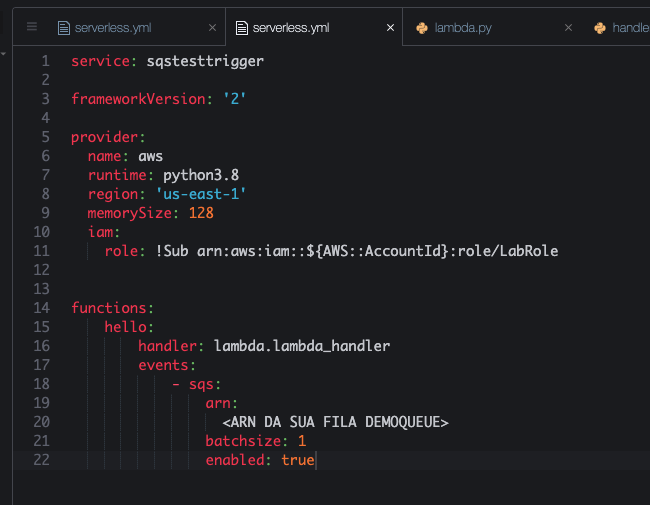 serverless.yml
serverless.yml
lambda.py
handle
1 service: sqstesttrigger
2
3 frameworkVersion: '2'
4
5 provider:
6   name: aws
7   runtime: python3.8
8   region: 'us-east-1'
9   memorySize: 128
10   iam:
11     role: !Sub arn:aws:iam::${AWS::AccountId}:role/LabRole
12
13
14 functions:
15     hello:
16         handler: lambda.lambda_handler
17         events:
18             - sqs:
19                 arn:
20                   <ARN DA SUA FILA DEMOQUEUE>
21                 batchsize: 1
22                 enabled: true